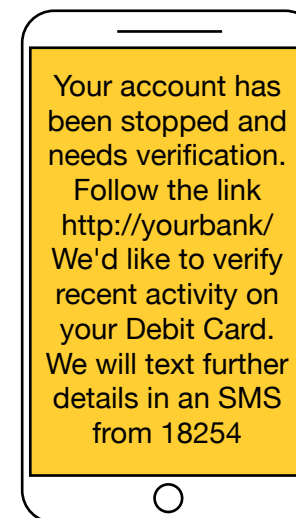 Your account has
been stopped and
needs verification.
Follow the link
http://yourbank/
We'd like to verify
recent activity on
your Debit Card.
We will text further
details in an SMS
from 18254